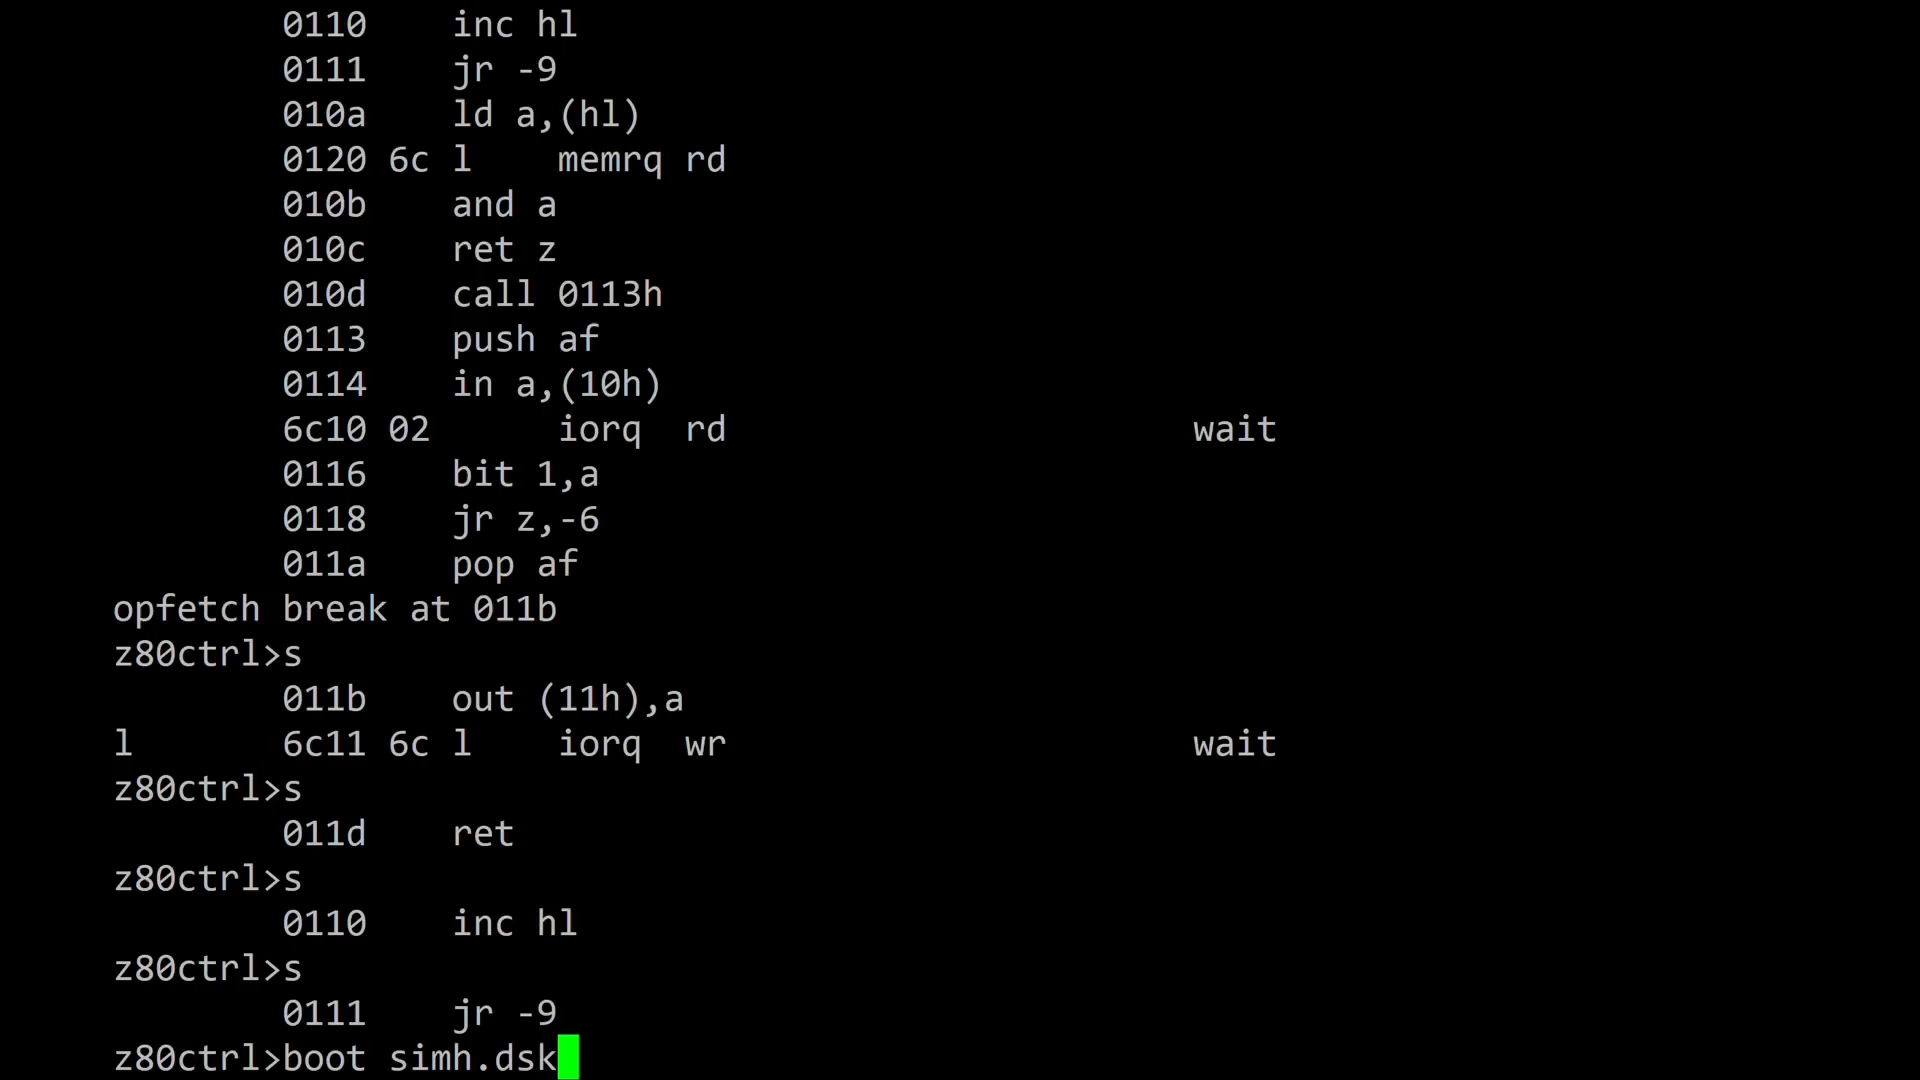 0110    inc hl
0111    jr -9
010a    ld a,(hl)
0120 6c l    memrq rd
010b    and a
010c    ret z
010d    call 0113h
0113    push af
0114    in a,(10h)
6c10 02      iorq  rd                      wait
0116    bit 1,a
0118    jr z,-6
011a    pop af
opfetch break at 011b
z80ctrl>s
011b    out (11h),a
l       6c11 6c l    iorq  wr                      wait
z80ctrl>s
011d    ret
z80ctrl>s
0110    inc hl
z80ctrl>s
0111    jr -9
z80ctrl>boot simh.dsk